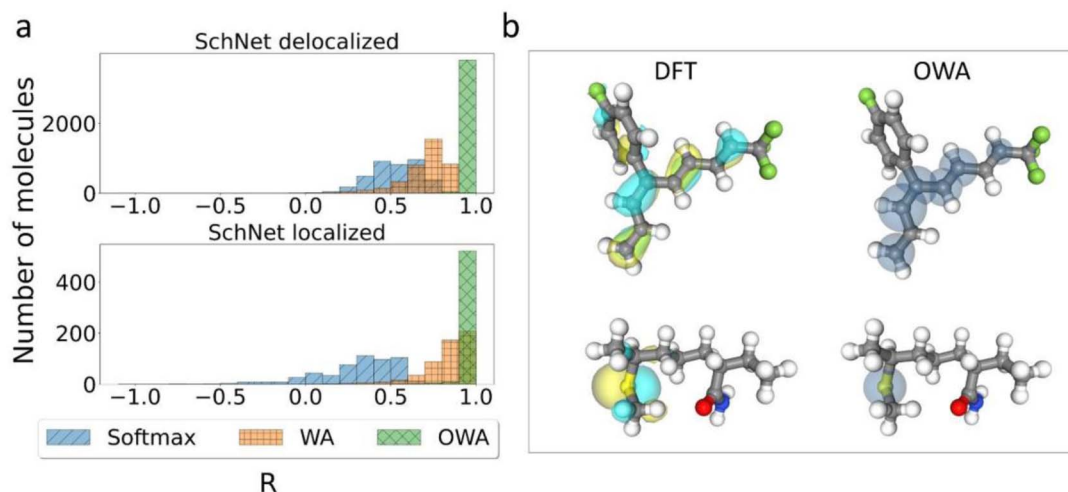 a
SchNet delocalized
Number of molecules
2000
0
−1.0 −0.5 0.0 0.5 1.0
SchNet localized
400
200
0
−1.0 −0.5 0.0 0.5 1.0
Softmax WA OWA
R
b
DFT OWA